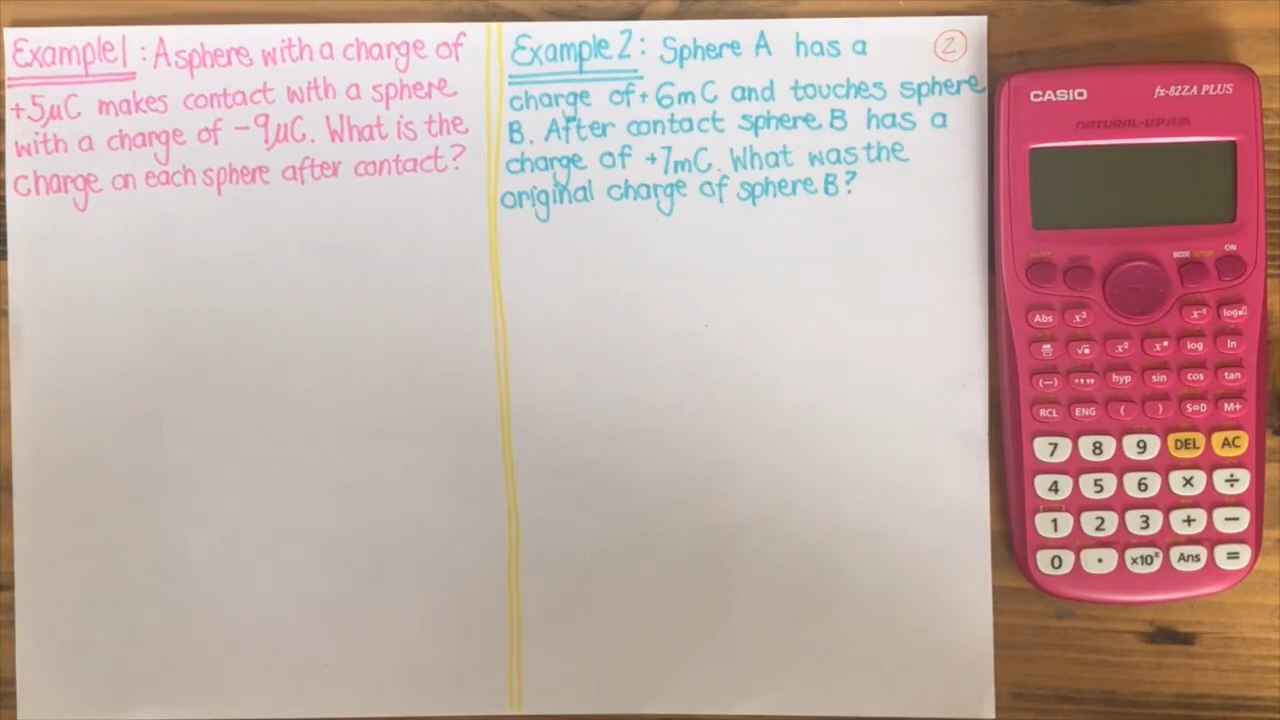 Example 1 : A sphere with a charge of
+5μC makes contact with a sphere
with a charge of -9μC. What is the
charge on each sphere after contact?
Example 2 : Sphere A has a
2
charge of +6mC and touches sphere
B. After contact sphere B has a
charge of +7mC. What was the
original charge of sphere B?
CASIO fx-82ZA PLUS
NATURAL-V.P.A.M.
SHIFT MODE SETUP ON
Abs x³ x⁻¹ log
√ x² log ln
(−) °'" hyp sin cos tan
RCL ENG ( ) S⇔D M+
7 8 9 DEL AC
4 5 6 × ÷
1 2 3 + −
0 . ×10ˣ Ans =